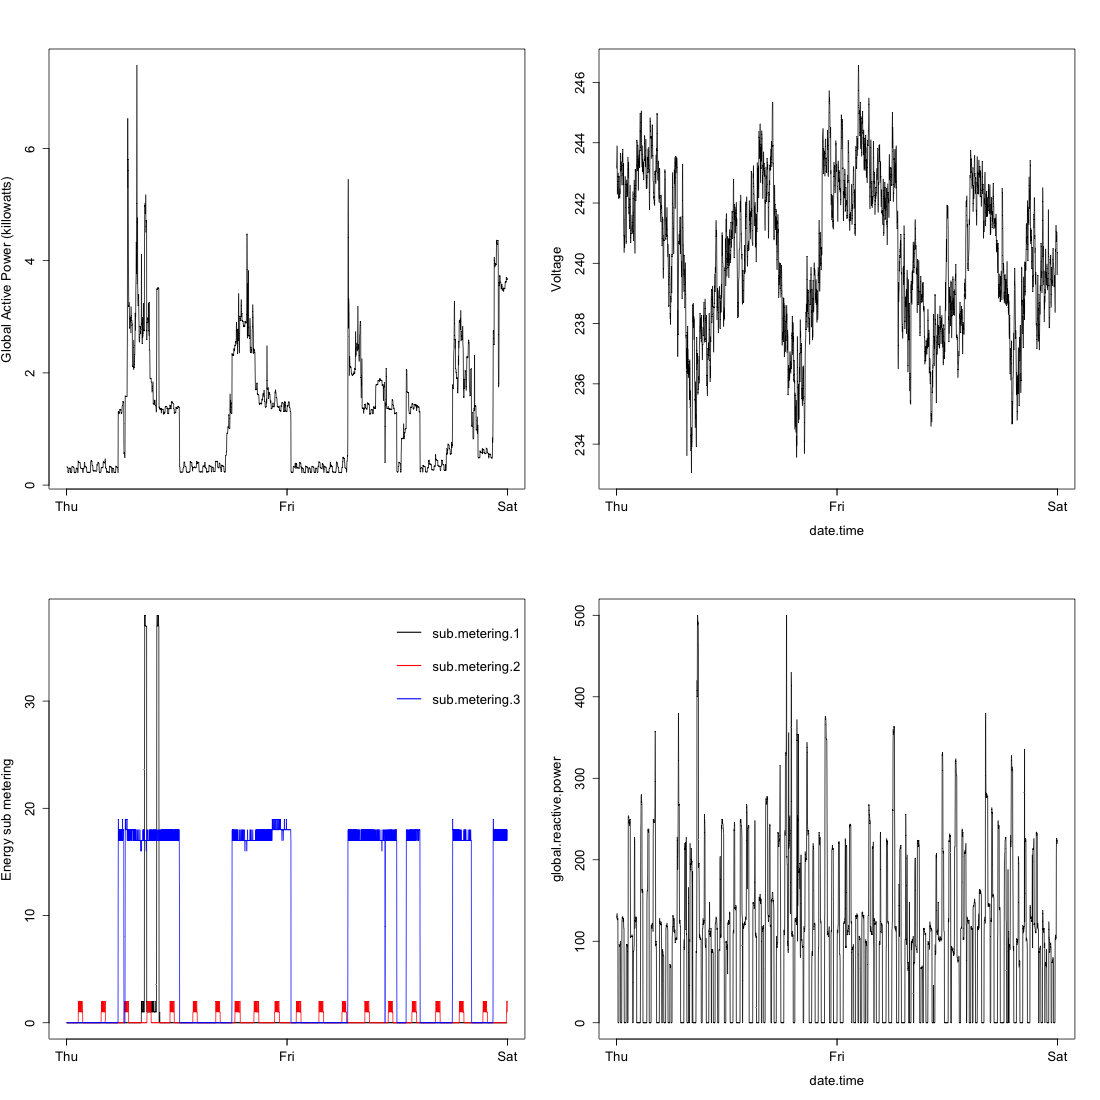 Global Active Power (killowatts)
0
2
4
6
Thu
Fri
Sat
Voltage
234
236
238
240
242
244
246
Thu
Fri
Sat
date.time
Energy sub metering
0
10
20
30
sub.metering.1
sub.metering.2
sub.metering.3
Thu
Fri
Sat
global.reactive.power
0
100
200
300
400
500
Thu
Fri
Sat
date.time